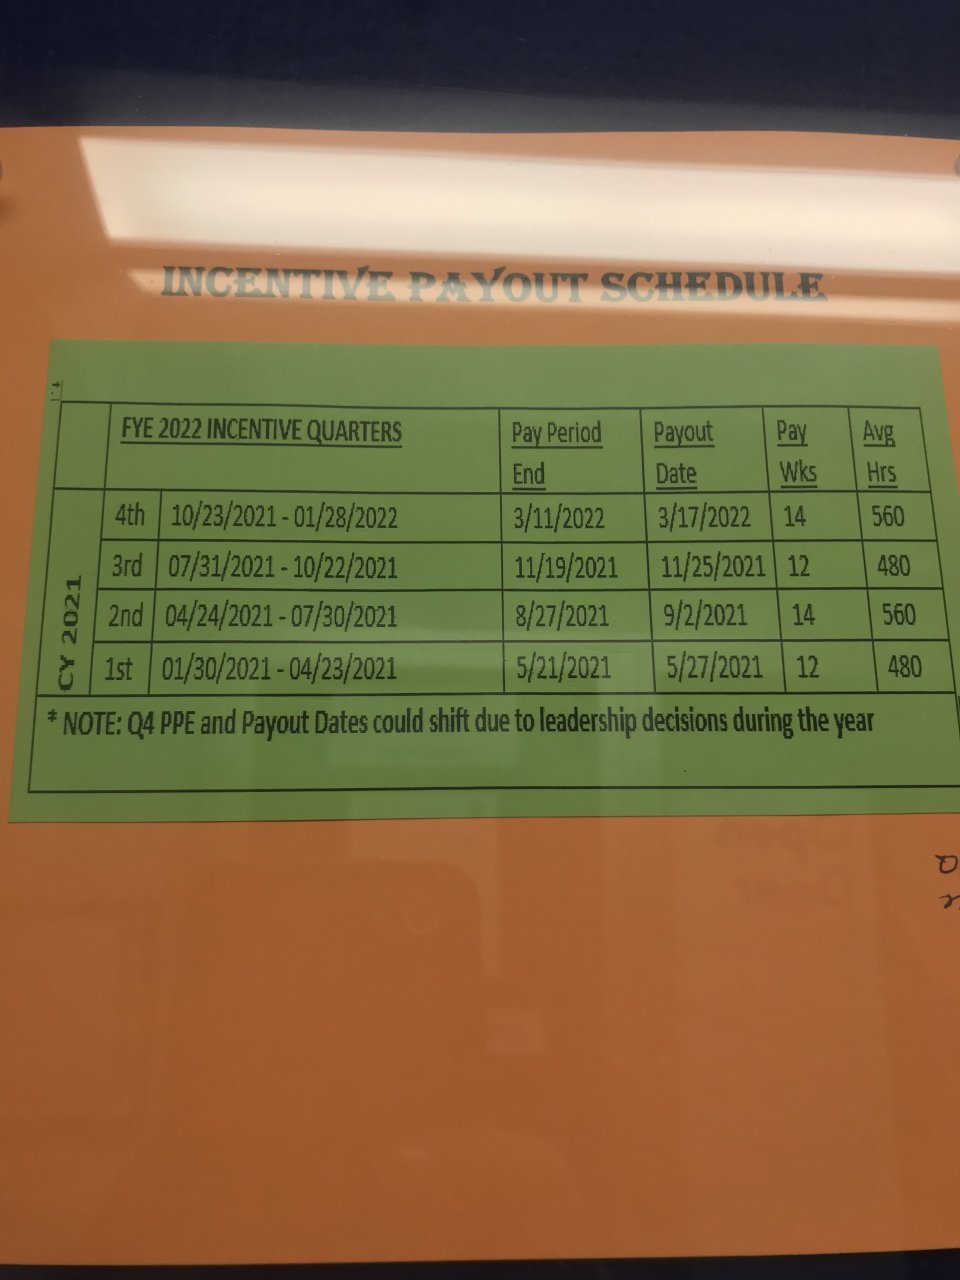 INCENTIVE PAYOUT SCHEDULE
FYE 2022 INCENTIVE QUARTERS Pay Period End Payout Date Pay Wks Avg Hrs
CY 2021
4th 10/23/2021 - 01/28/2022 3/11/2022 3/17/2022 14 560
3rd 07/31/2021 - 10/22/2021 11/19/2021 11/25/2021 12 480
2nd 04/24/2021 - 07/30/2021 8/27/2021 9/2/2021 14 560
1st 01/30/2021 - 04/23/2021 5/21/2021 5/27/2021 12 480
* NOTE: Q4 PPE and Payout Dates could shift due to leadership decisions during the year